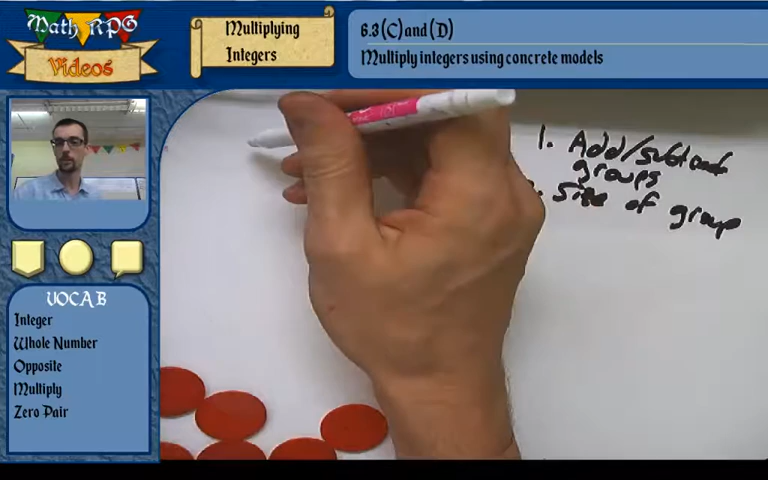 Math RPG
Videos
Multiplying
Integers
6.3(C) and (D)
Multiply integers using concrete models
1. Add/subtract
groups
. Size of group
VOCAB
Integer
Whole Number
Opposite
Multiply
Zero Pair